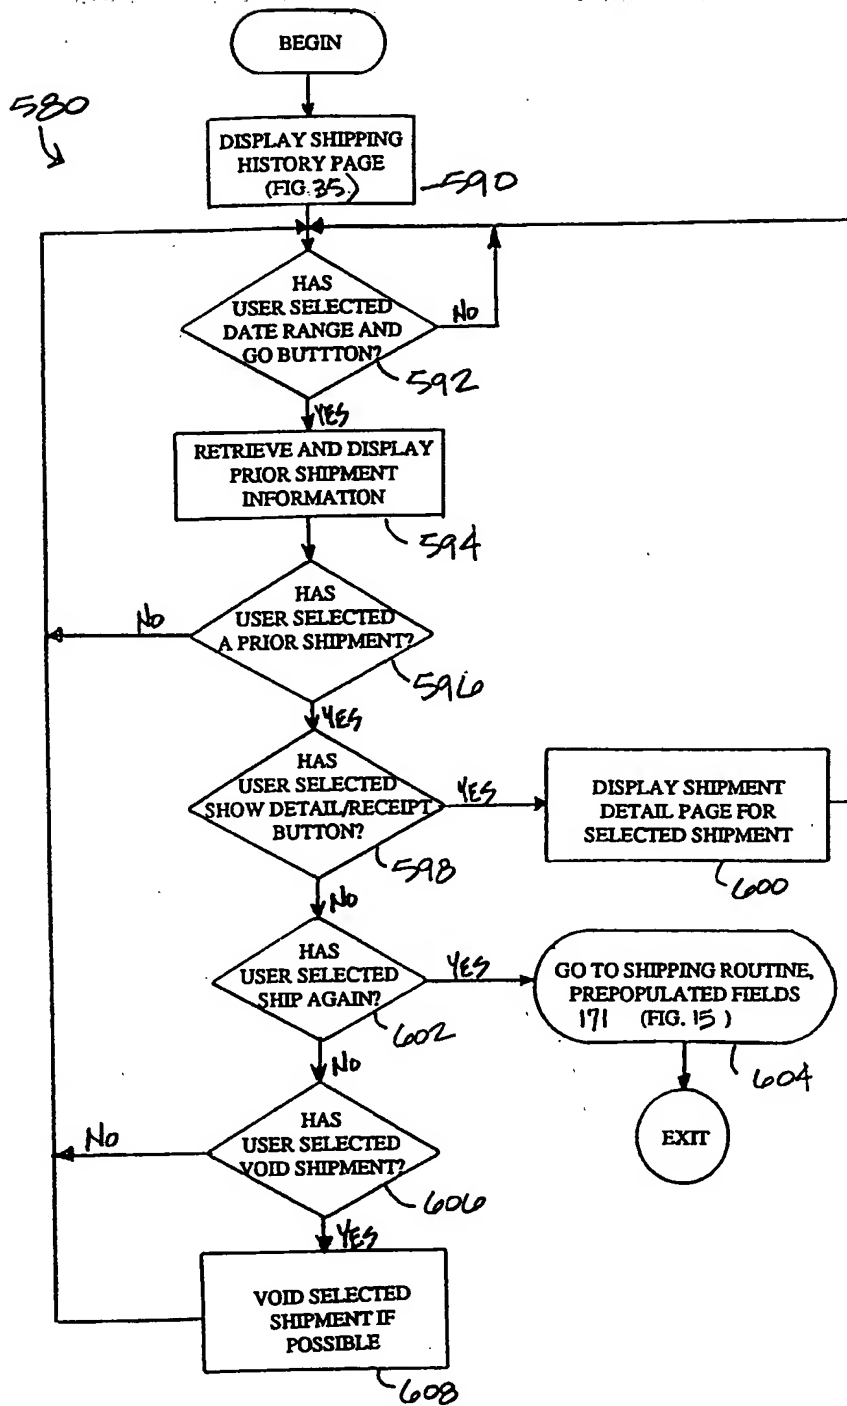 BEGIN
580
DISPLAY SHIPPING
HISTORY PAGE
(FIG. 35.)
590
HAS
USER SELECTED
DATE RANGE AND
GO BUTTTON?
No
592
YES
RETRIEVE AND DISPLAY
PRIOR SHIPMENT
INFORMATION
594
HAS
USER SELECTED
A PRIOR SHIPMENT?
No
596
YES
HAS
USER SELECTED
SHOW DETAIL/RECEIPT
BUTTON?
YES
598
DISPLAY SHIPMENT
DETAIL PAGE FOR
SELECTED SHIPMENT
600
No
HAS
USER SELECTED
SHIP AGAIN?
YES
602
GO TO SHIPPING ROUTINE,
PREPOPULATED FIELDS
171 (FIG. 15 )
604
EXIT
No
HAS
USER SELECTED
VOID SHIPMENT?
No
606
YES
VOID SELECTED
SHIPMENT IF
POSSIBLE
608